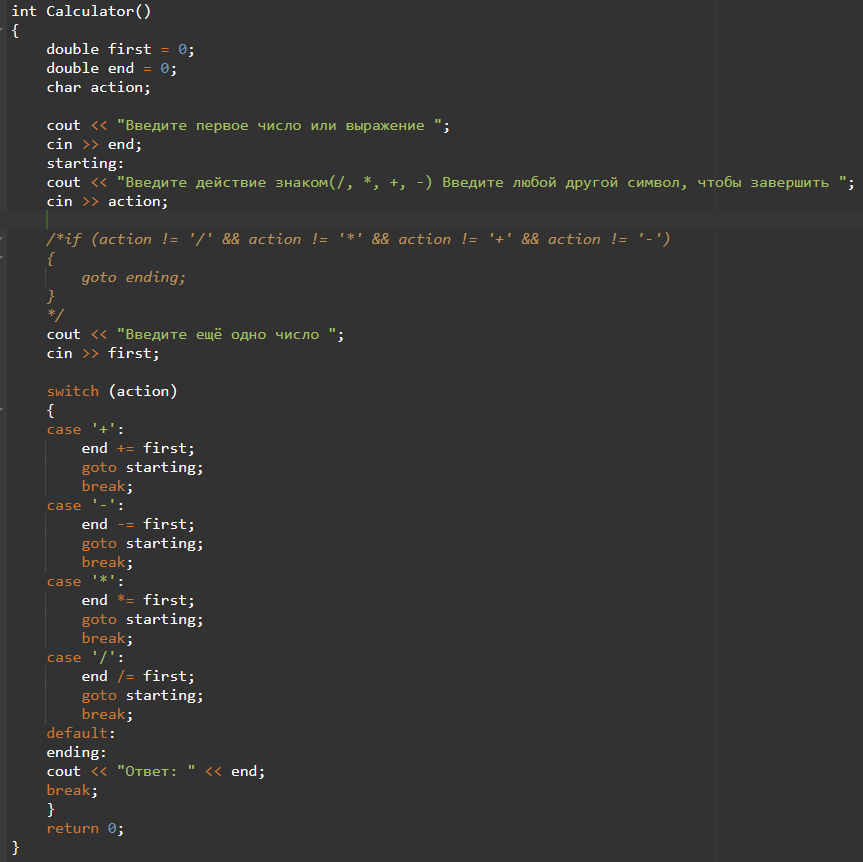 int Calculator()
{
    double first = 0;
    double end = 0;
    char action;

    cout << "Введите первое число или выражение ";
    cin >> end;
    starting:
    cout << "Введите действие знаком(/, *, +, -) Введите любой другой символ, чтобы завершить ";
    cin >> action;

    /*if (action != '/' && action != '*' && action != '+' && action != '-')
    {
        goto ending;
    }
    */
    cout << "Введите ещё одно число ";
    cin >> first;

    switch (action)
    {
    case '+':
        end += first;
        goto starting;
        break;
    case '-':
        end -= first;
        goto starting;
        break;
    case '*':
        end *= first;
        goto starting;
        break;
    case '/':
        end /= first;
        goto starting;
        break;
    default:
    ending:
    cout << "Ответ: " << end;
    break;
    }
    return 0;
}